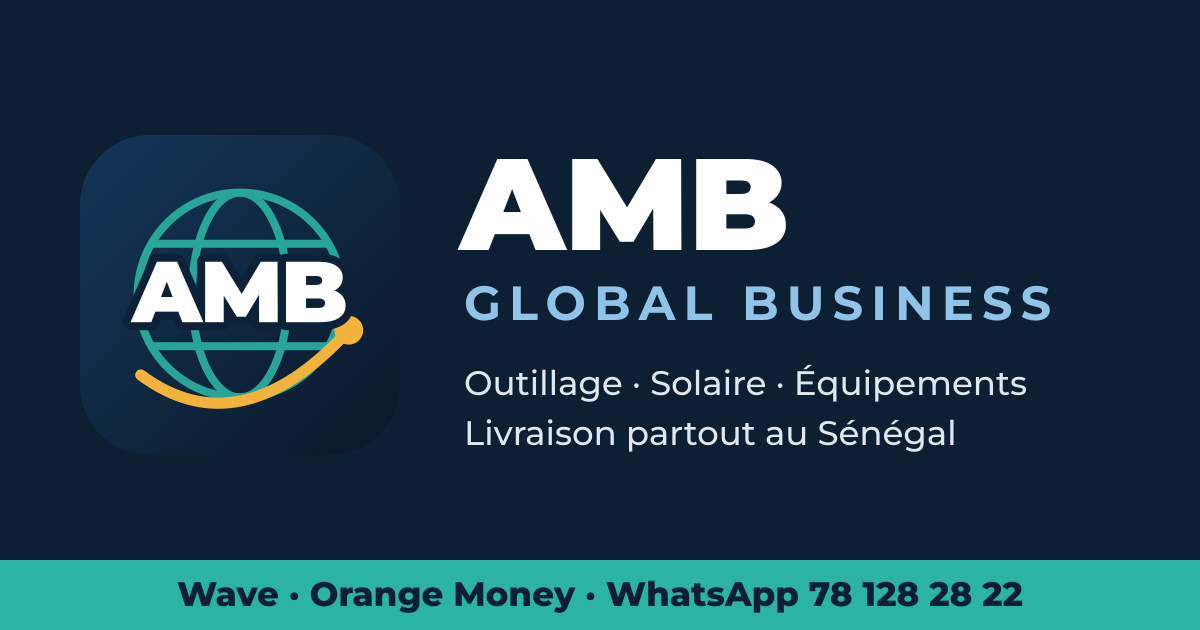 AMB
AMB
GLOBAL BUSINESS
Outillage · Solaire · Équipements
Livraison partout au Sénégal
Wave · Orange Money · WhatsApp 78 128 28 22